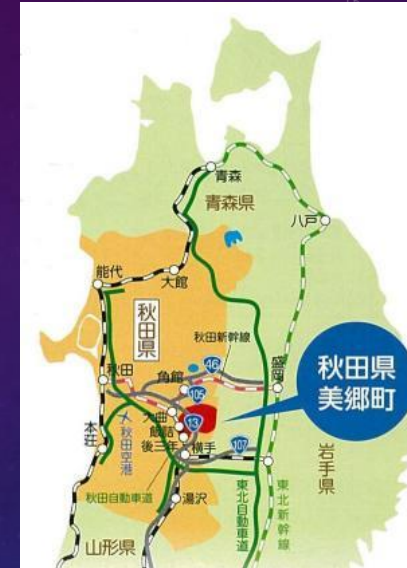 青森
青森県
八戸
能代
大館
秋田県
秋田新幹線
46
秋田
角館
105
盛岡
秋田県
美郷町
大曲
飯詰
後三年
13
本荘
秋田空港
横手
107
岩手県
秋田自動車道
湯沢
東北自動車道
東北新幹線
山形県